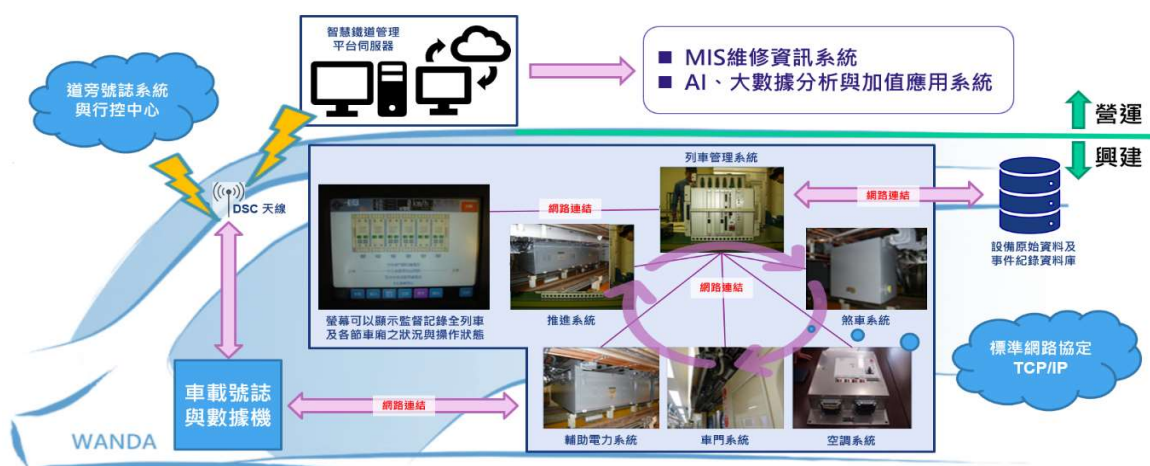 智慧鐵道管理
平台伺服器
■ MIS維修資訊系統
■ AI、大數據分析與加值應用系統
道旁號誌系統
與行控中心
營運
興建
DSC 天線
列車管理系統
網路連結
網路連結
設備原始資料及
事件紀錄資料庫
網路連結
螢幕可以顯示監督記錄全列車
及各節車廂之狀況與操作狀態
推進系統
煞車系統
標準網路協定
TCP/IP
車載號誌
與數據機
網路連結
輔助電力系統
車門系統
空調系統
WANDA